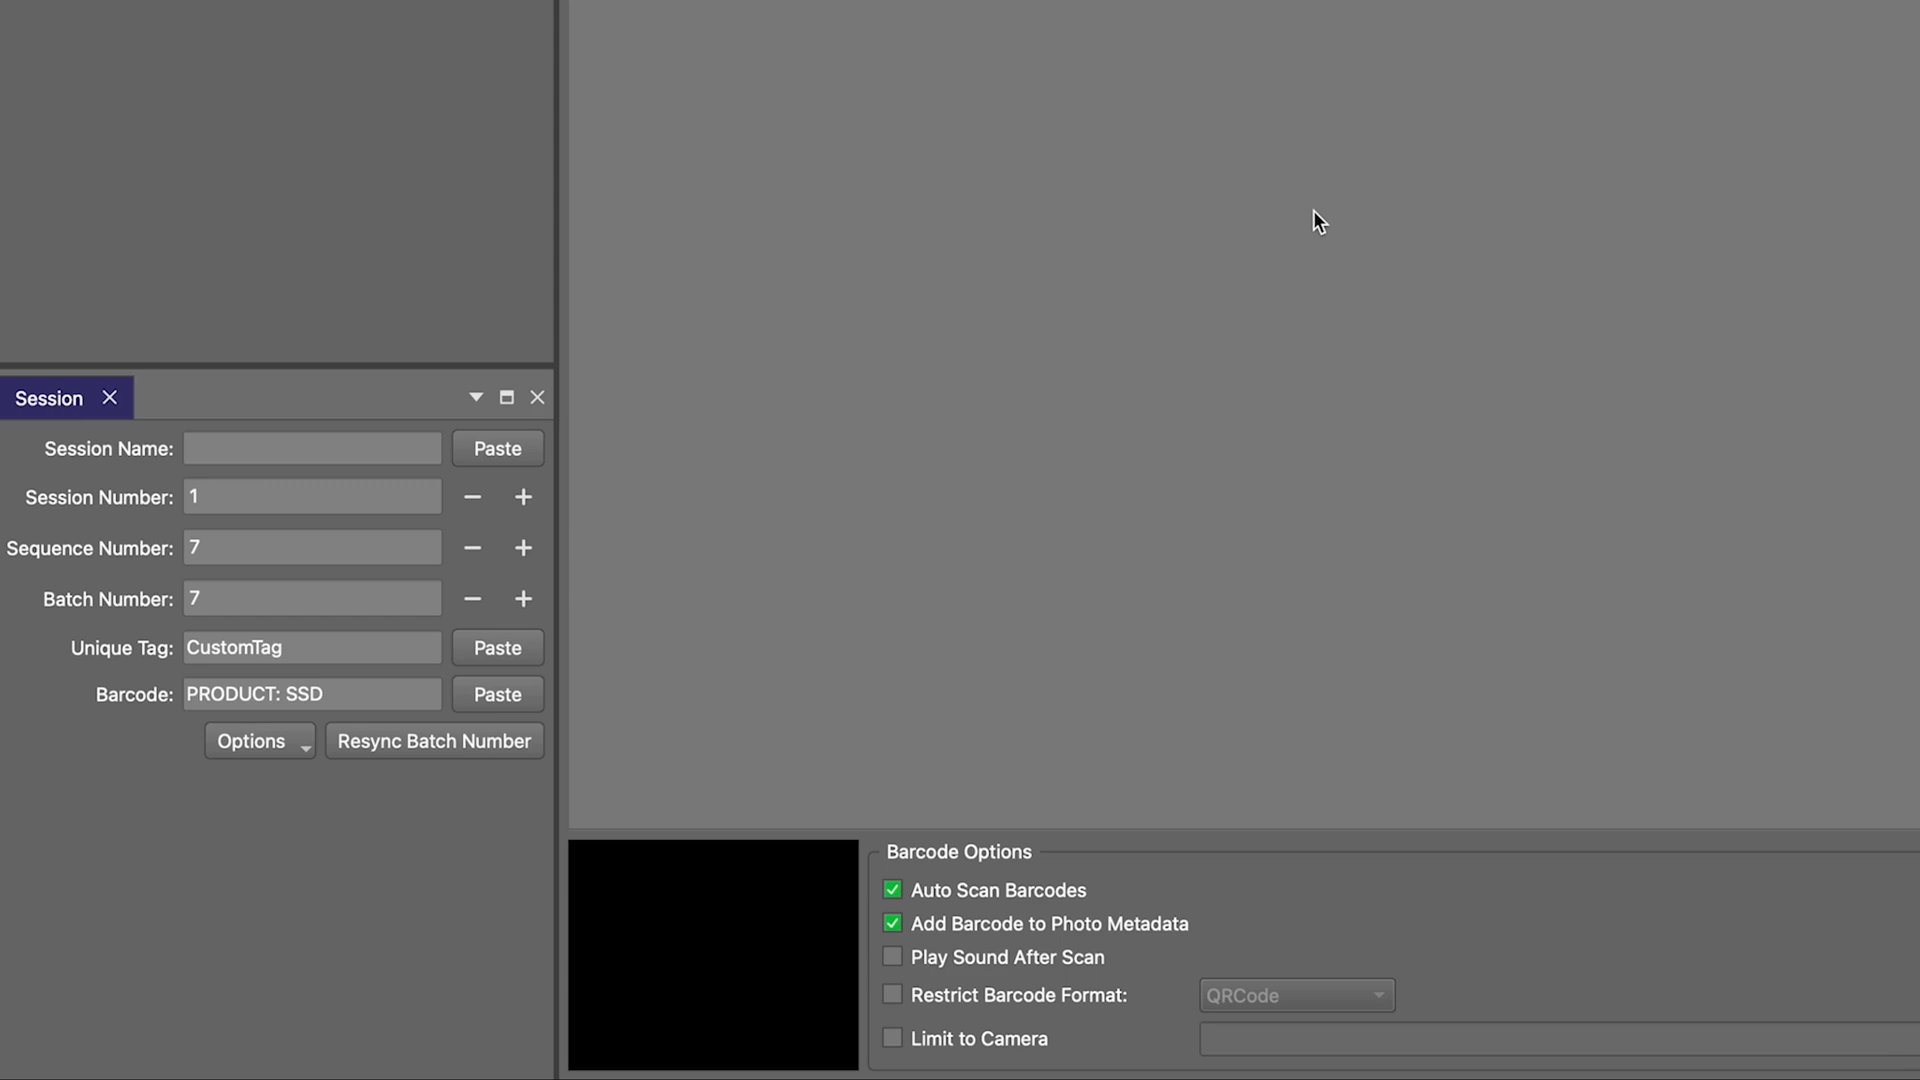 Session
Session Name: Paste
Session Number: 1
Sequence Number: 7
Batch Number: 7
Unique Tag: CustomTag Paste
Barcode: PRODUCT: SSD Paste
Options Resync Batch Number
Barcode Options
Auto Scan Barcodes
Add Barcode to Photo Metadata
Play Sound After Scan
Restrict Barcode Format: QRCode
Limit to Camera